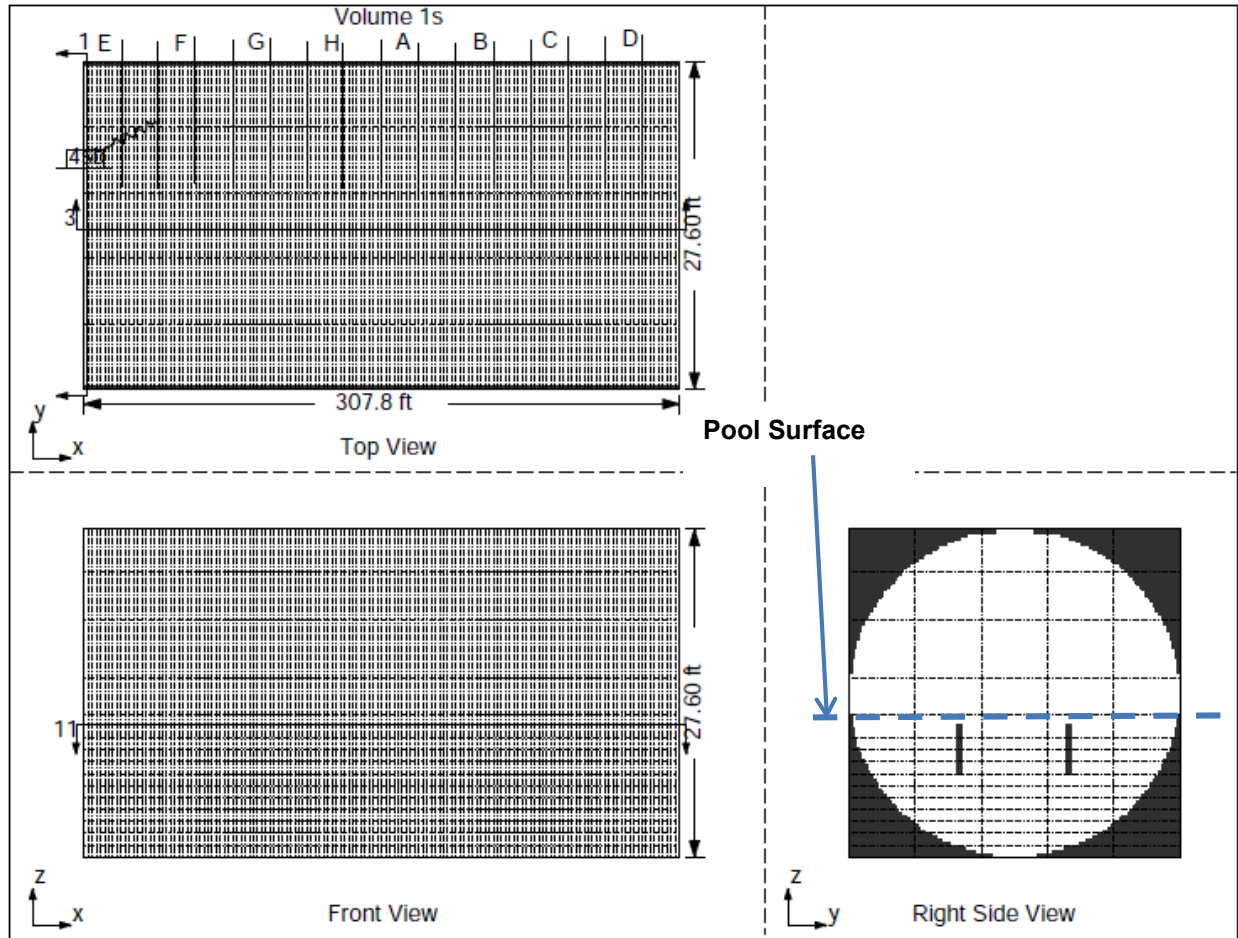 Volume 1s
1 E F G H A B C D
3
27.60 ft
307.8 ft
y
x
Top View
Pool Surface
27.60 ft
11
z
x
Front View
z
y
Right Side View